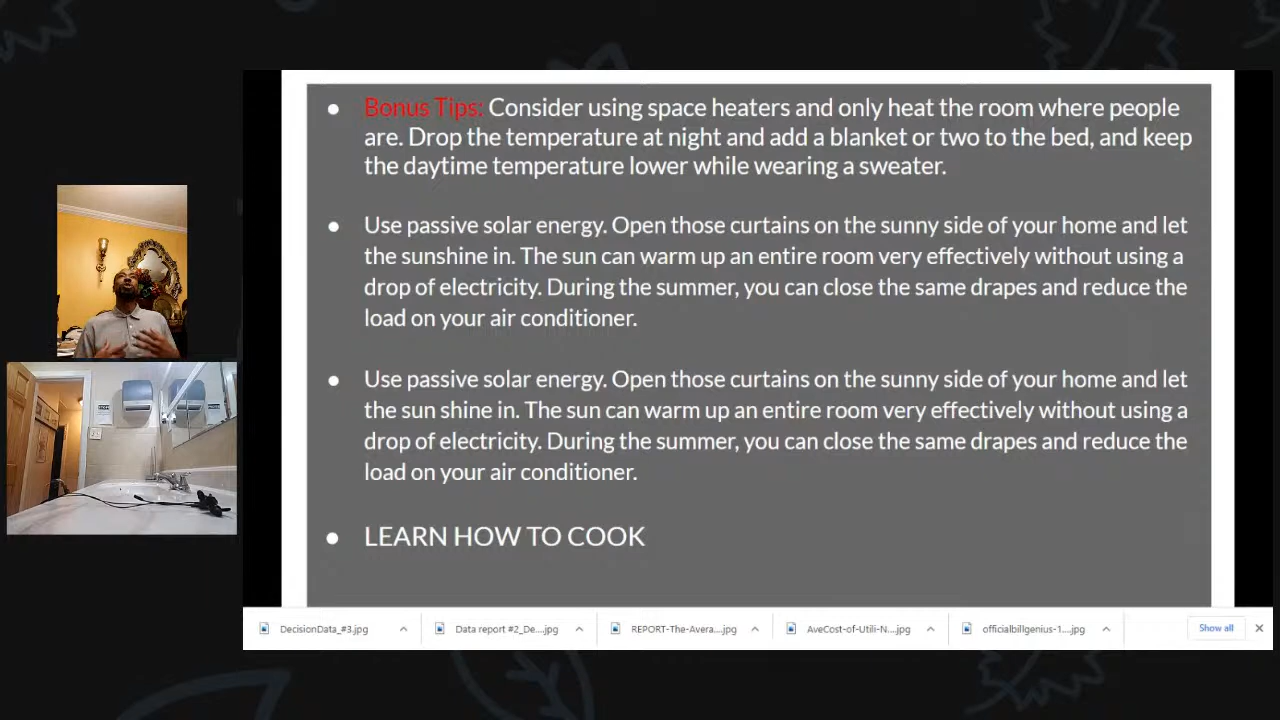 Bonus Tips: Consider using space heaters and only heat the room where people
are. Drop the temperature at night and add a blanket or two to the bed, and keep
the daytime temperature lower while wearing a sweater.
Use passive solar energy. Open those curtains on the sunny side of your home and let
the sunshine in. The sun can warm up an entire room very effectively without using a
drop of electricity. During the summer, you can close the same drapes and reduce the
load on your air conditioner.
Use passive solar energy. Open those curtains on the sunny side of your home and let
the sun shine in. The sun can warm up an entire room very effectively without using a
drop of electricity. During the summer, you can close the same drapes and reduce the
load on your air conditioner.
LEARN HOW TO COOK
DecisionData_#3.jpg
Data report #2_De....jpg
REPORT-The-Avera....jpg
AveCost-of-Utili-N....jpg
officialbillgenius-1....jpg
Show all